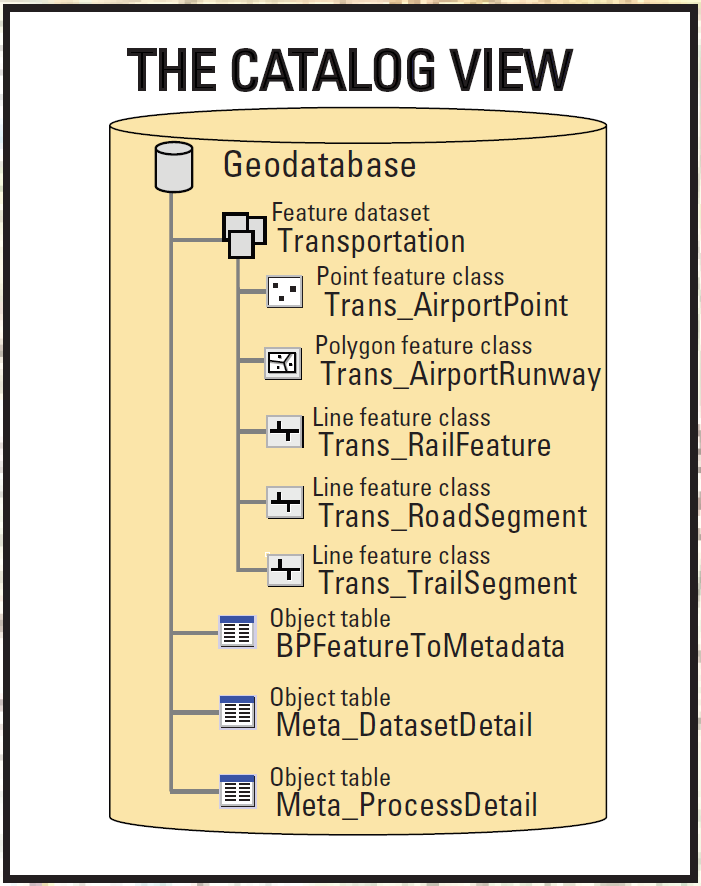 THE CATALOG VIEW
Geodatabase
Feature dataset
Transportation
Point feature class
Trans_AirportPoint
Polygon feature class
Trans_AirportRunway
Line feature class
Trans_RailFeature
Line feature class
Trans_RoadSegment
Line feature class
Trans_TrailSegment
Object table
BPFeatureToMetadata
Object table
Meta_DatasetDetail
Object table
Meta_ProcessDetail